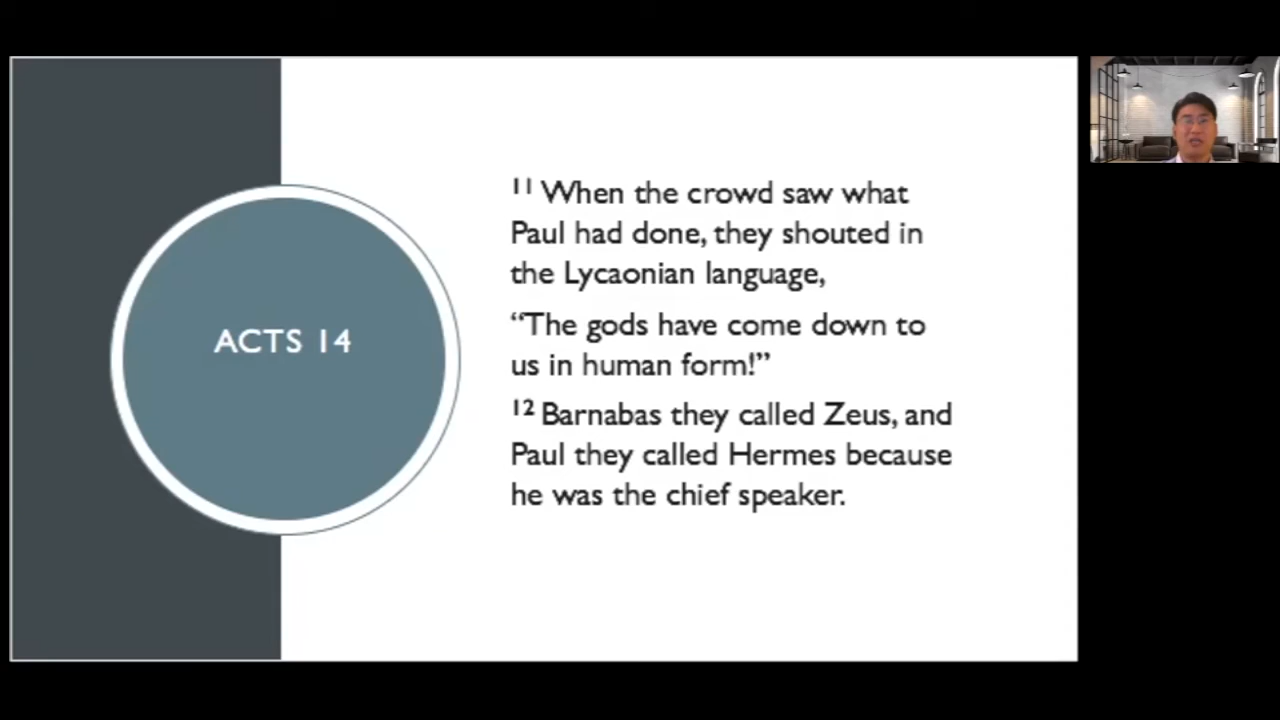 ACTS 14
11 When the crowd saw what
Paul had done, they shouted in
the Lycaonian language,
“The gods have come down to
us in human form!”
12 Barnabas they called Zeus, and
Paul they called Hermes because
he was the chief speaker.